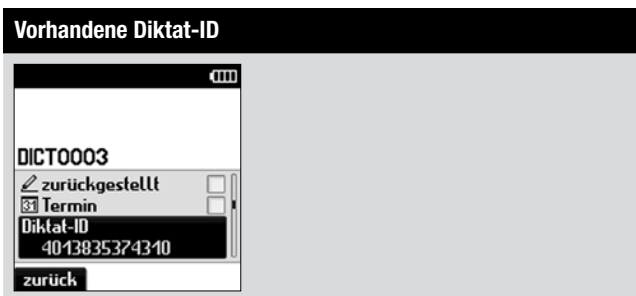 Vorhandene Diktat-ID
DICT0003
zurückgestellt
31 Termin
Diktat-ID
4013835374310
zurück